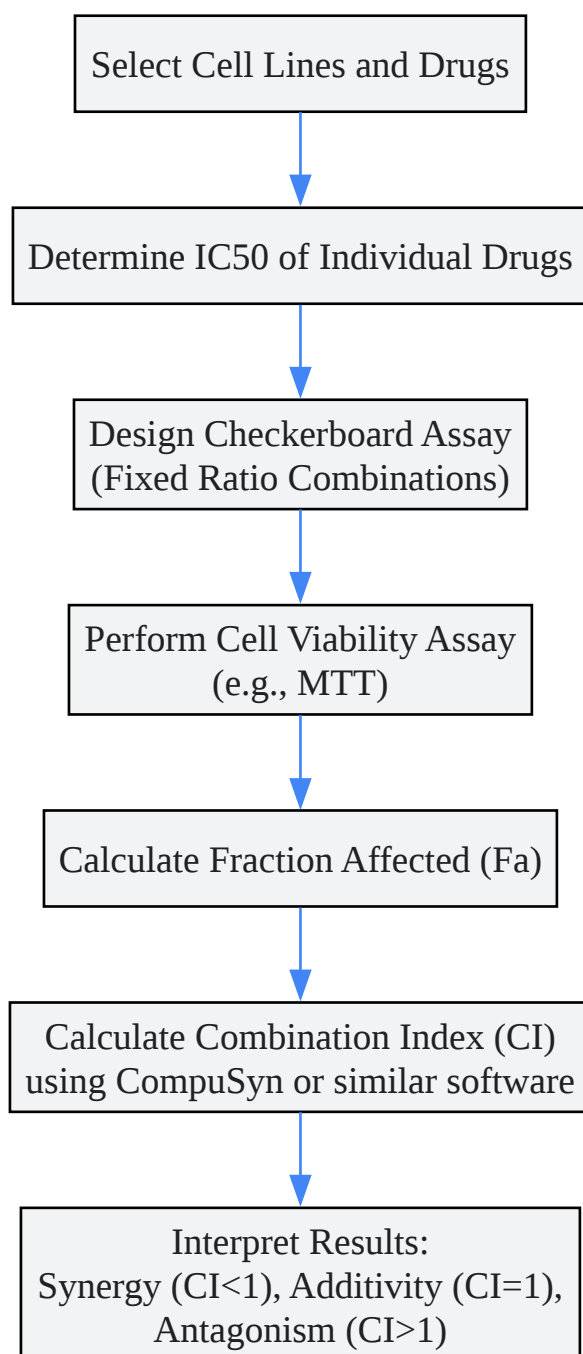 Select Cell Lines and Drugs
Determine IC50 of Individual Drugs
Design Checkerboard Assay
(Fixed Ratio Combinations)
Perform Cell Viability Assay
(e.g., MTT)
Calculate Fraction Affected (Fa)
Calculate Combination Index (CI)
using CompuSyn or similar software
Interpret Results:
Synergy (CI<1), Additivity (CI=1),
Antagonism (CI>1)